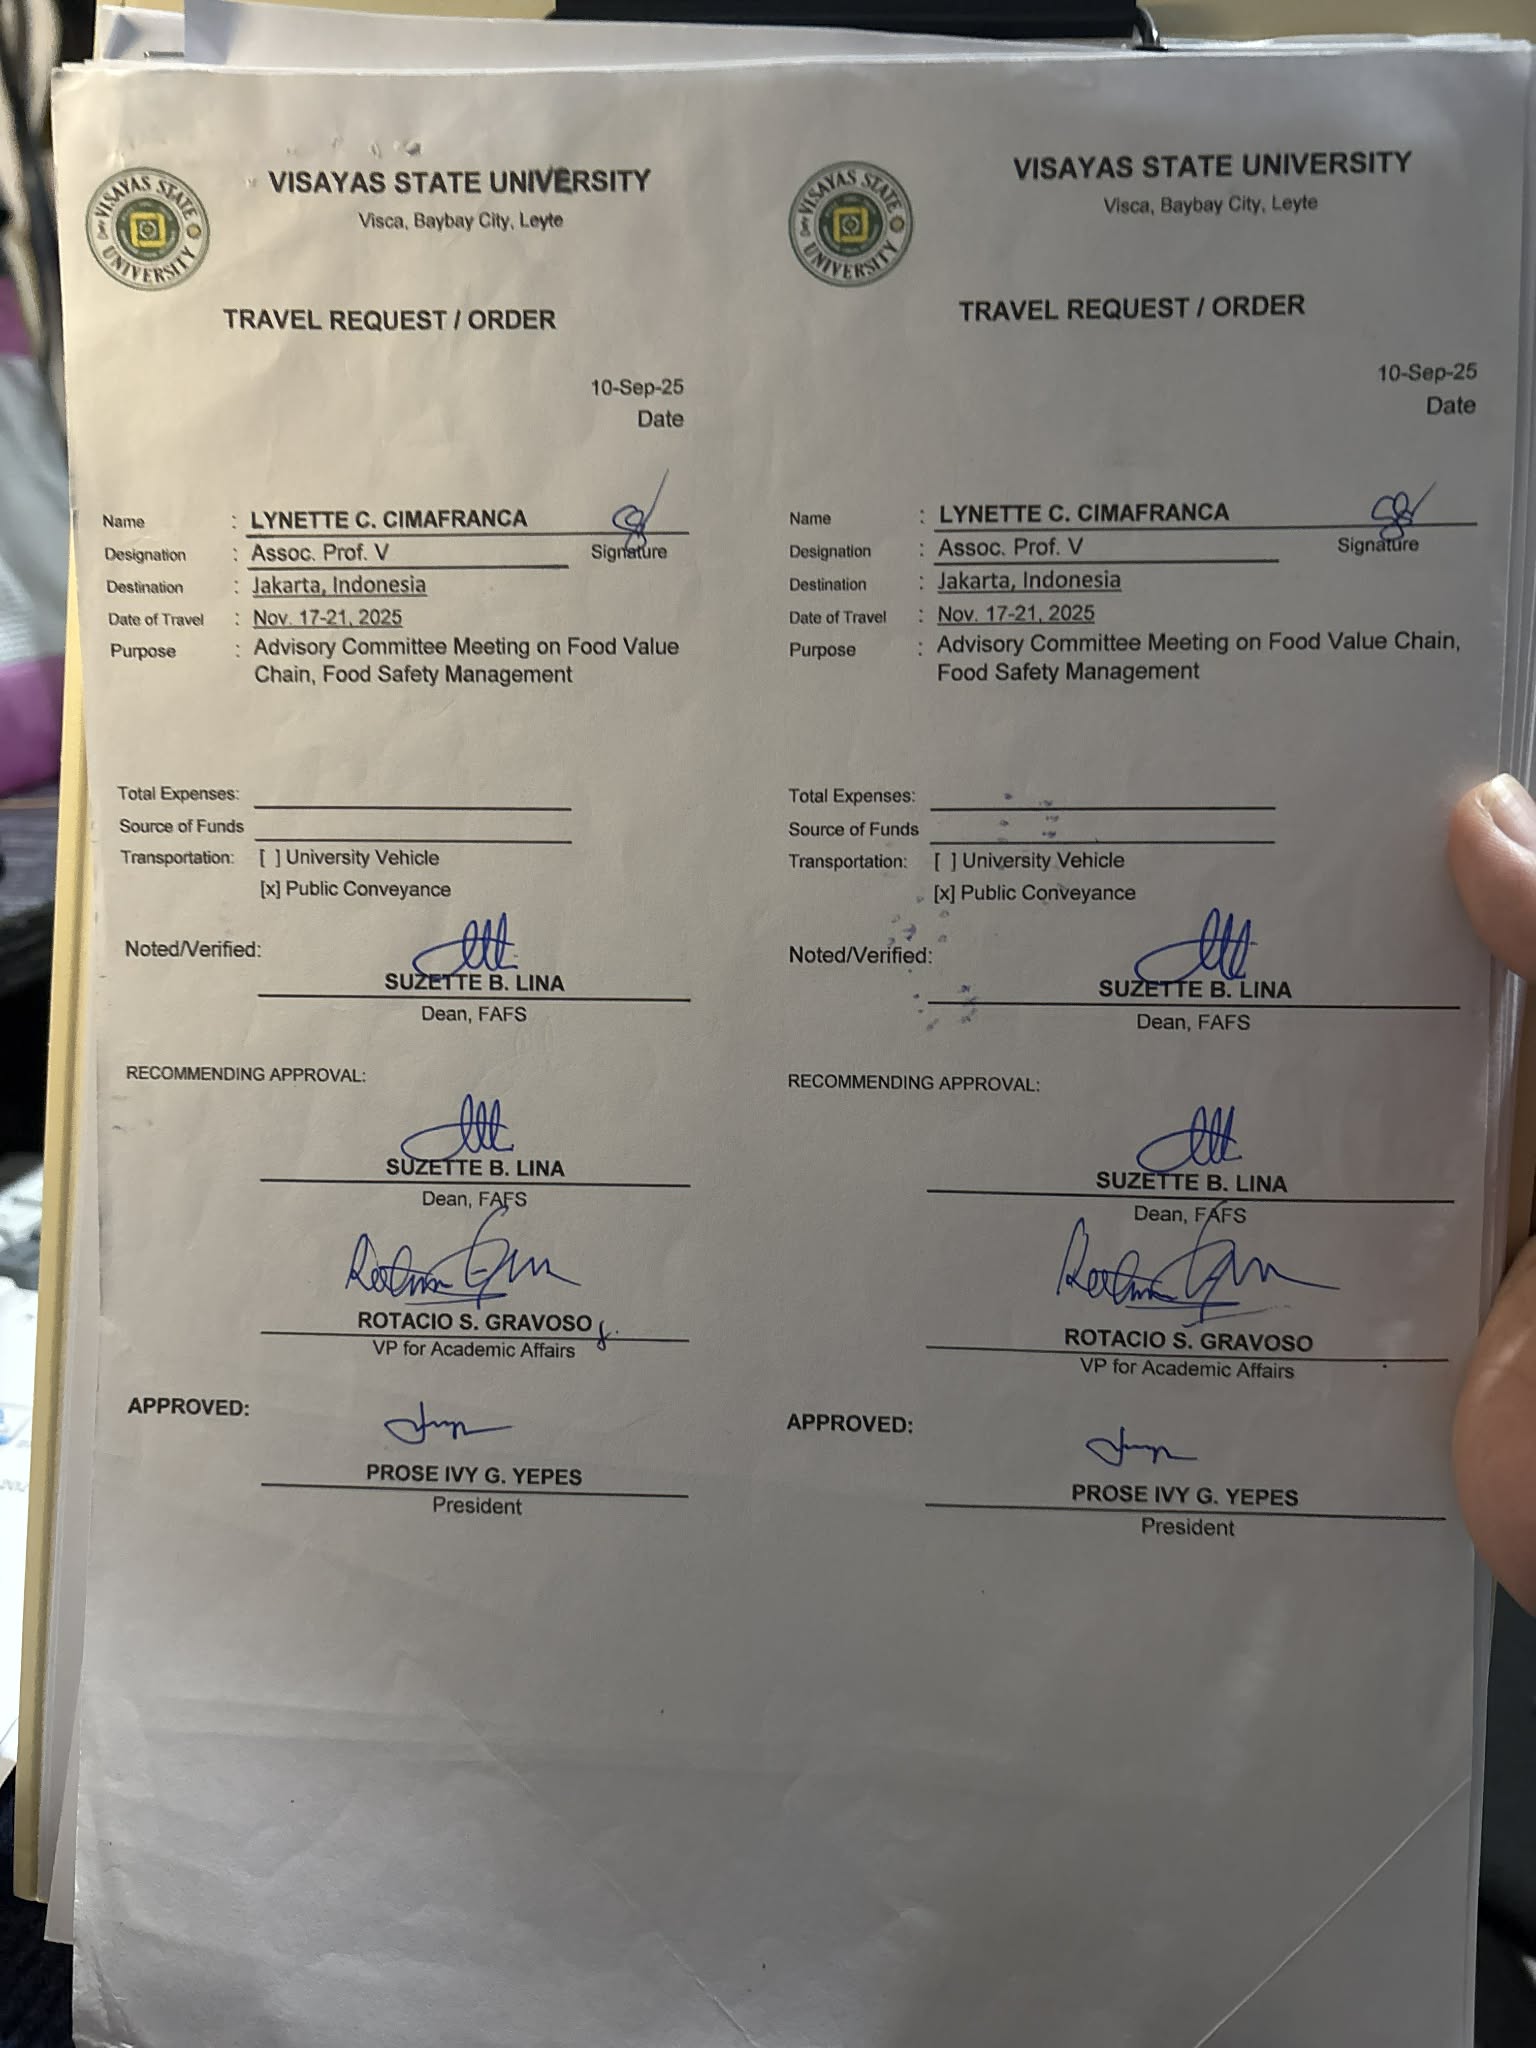 VISAYAS STATE UNIVERSITY
Visca, Baybay City, Leyte
TRAVEL REQUEST / ORDER
10-Sep-25
Date
Name : LYNETTE C. CIMAFRANCA
Designation : Assoc. Prof. V Signature
Destination : Jakarta, Indonesia
Date of Travel : Nov. 17-21, 2025
Purpose : Advisory Committee Meeting on Food Value
Chain, Food Safety Management
Total Expenses:
Source of Funds
Transportation: [ ] University Vehicle
[x] Public Conveyance
Noted/Verified:
SUZETTE B. LINA
Dean, FAFS
RECOMMENDING APPROVAL:
SUZETTE B. LINA
Dean, FAFS
ROTACIO S. GRAVOSO
VP for Academic Affairs
APPROVED:
PROSE IVY G. YEPES
President
VISAYAS STATE UNIVERSITY
VISAYAS STATE UNIVERSITY
Visca, Baybay City, Leyte
TRAVEL REQUEST / ORDER
10-Sep-25
Date
Name : LYNETTE C. CIMAFRANCA
Designation : Assoc. Prof. V Signature
Destination : Jakarta, Indonesia
Date of Travel : Nov. 17-21, 2025
Purpose : Advisory Committee Meeting on Food Value Chain,
Food Safety Management
Total Expenses:
Source of Funds
Transportation: [ ] University Vehicle
[x] Public Conveyance
Noted/Verified:
SUZETTE B. LINA
Dean, FAFS
RECOMMENDING APPROVAL:
SUZETTE B. LINA
Dean, FAFS
ROTACIO S. GRAVOSO
VP for Academic Affairs
APPROVED:
PROSE IVY G. YEPES
President
VISAYAS STATE UNIVERSITY